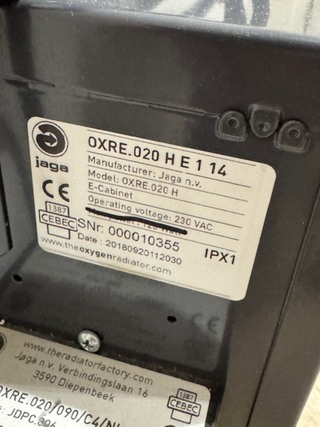 OXRE.020 H E 1 14
Manufacturer: Jaga n.v.
Model: OXRE.020 H
E-Cabinet
Operating voltage: 230 VAC
SNr: 000010355
Date: 20180920112030
www.theoxygenradiator.com
jaga
CE
1387
CEBEC
IPX1
www.theradiatorfactory.com
Jaga n.v. Verbindingslaan 16
3590 Diepenbeek
OXRE.020/090/C4/
1387
CEBEC